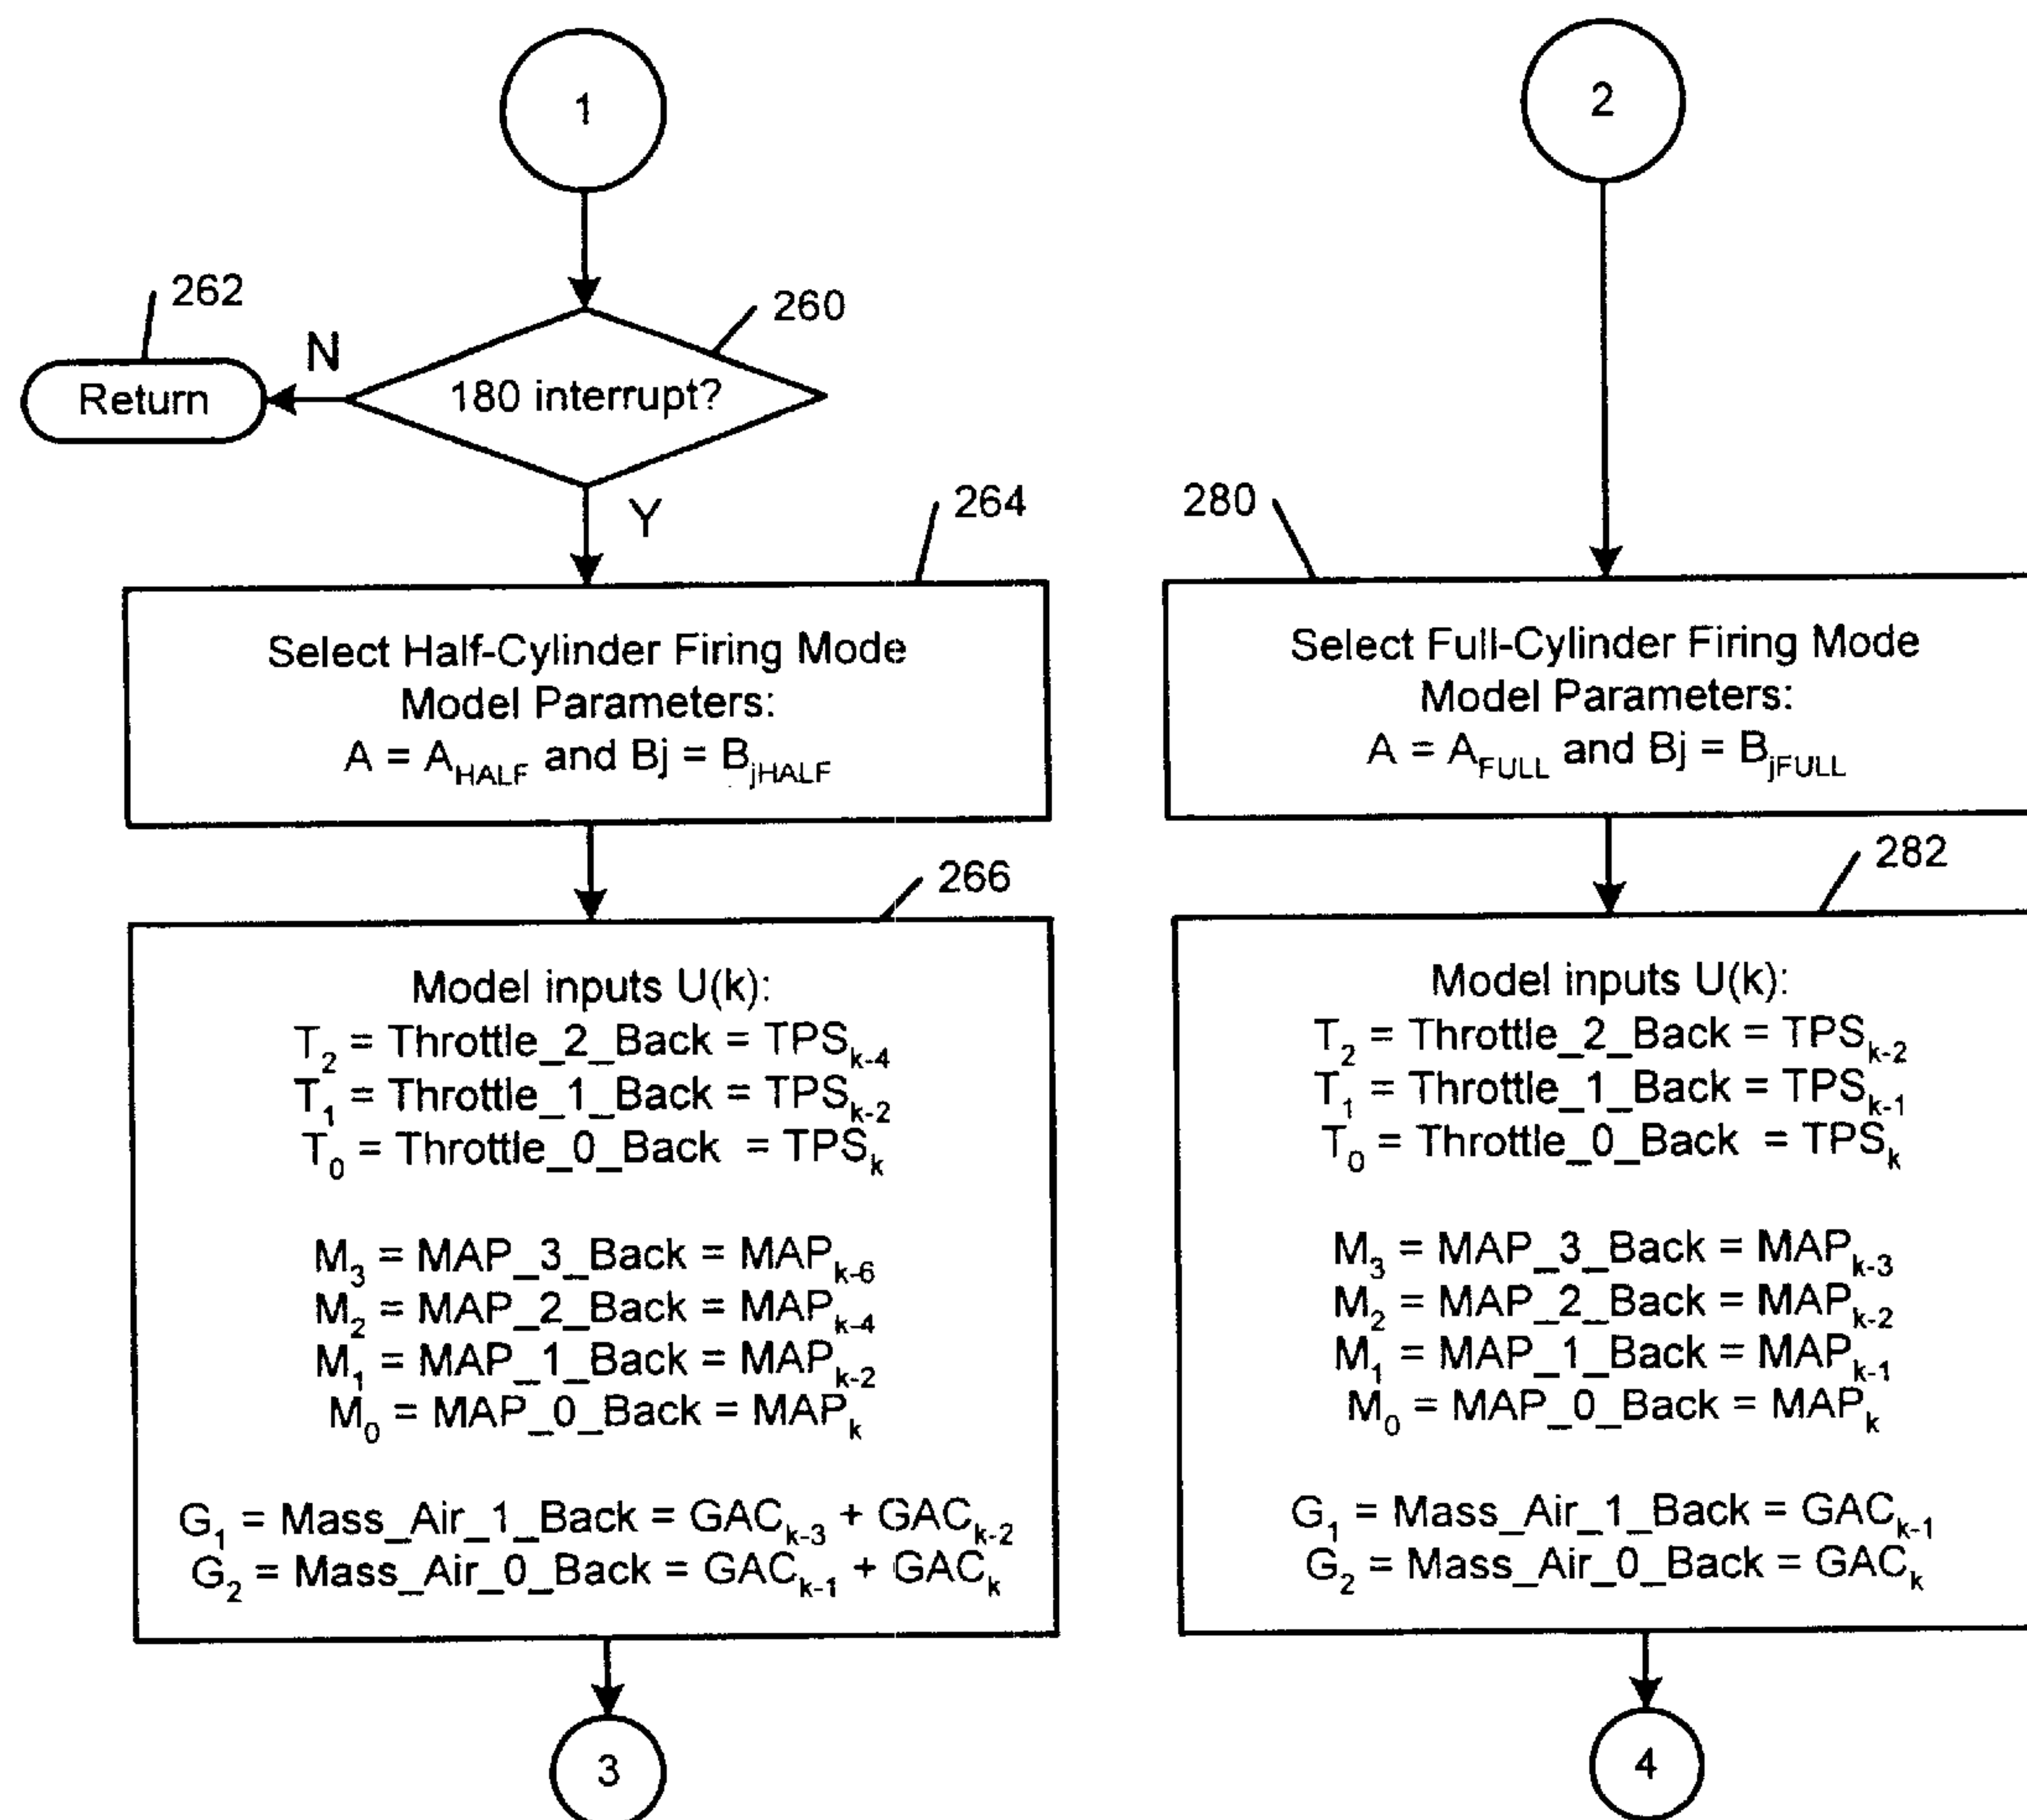 1
262
260
N
180 interrupt?
Return
Y
264
Select Half-Cylinder Firing Mode
Model Parameters:
A = A_HALF and Bj = B_jHALF
266
Model inputs U(k):
T_2 = Throttle_2_Back = TPS_k-4
T_1 = Throttle_1_Back = TPS_k-2
T_0 = Throttle_0_Back = TPS_k
M_3 = MAP_3_Back = MAP_k-6
M_2 = MAP_2_Back = MAP_k-4
M_1 = MAP_1_Back = MAP_k-2
M_0 = MAP_0_Back = MAP_k
G_1 = Mass_Air_1_Back = GAC_k-3 + GAC_k-2
G_2 = Mass_Air_0_Back = GAC_k-1 + GAC_k
3
2
280
Select Full-Cylinder Firing Mode
Model Parameters:
A = A_FULL and Bj = B_jFULL
282
Model inputs U(k):
T_2 = Throttle_2_Back = TPS_k-2
T_1 = Throttle_1_Back = TPS_k-1
T_0 = Throttle_0_Back = TPS_k
M_3 = MAP_3_Back = MAP_k-3
M_2 = MAP_2_Back = MAP_k-2
M_1 = MAP_1_Back = MAP_k-1
M_0 = MAP_0_Back = MAP_k
G_1 = Mass_Air_1_Back = GAC_k-1
G_2 = Mass_Air_0_Back = GAC_k
4